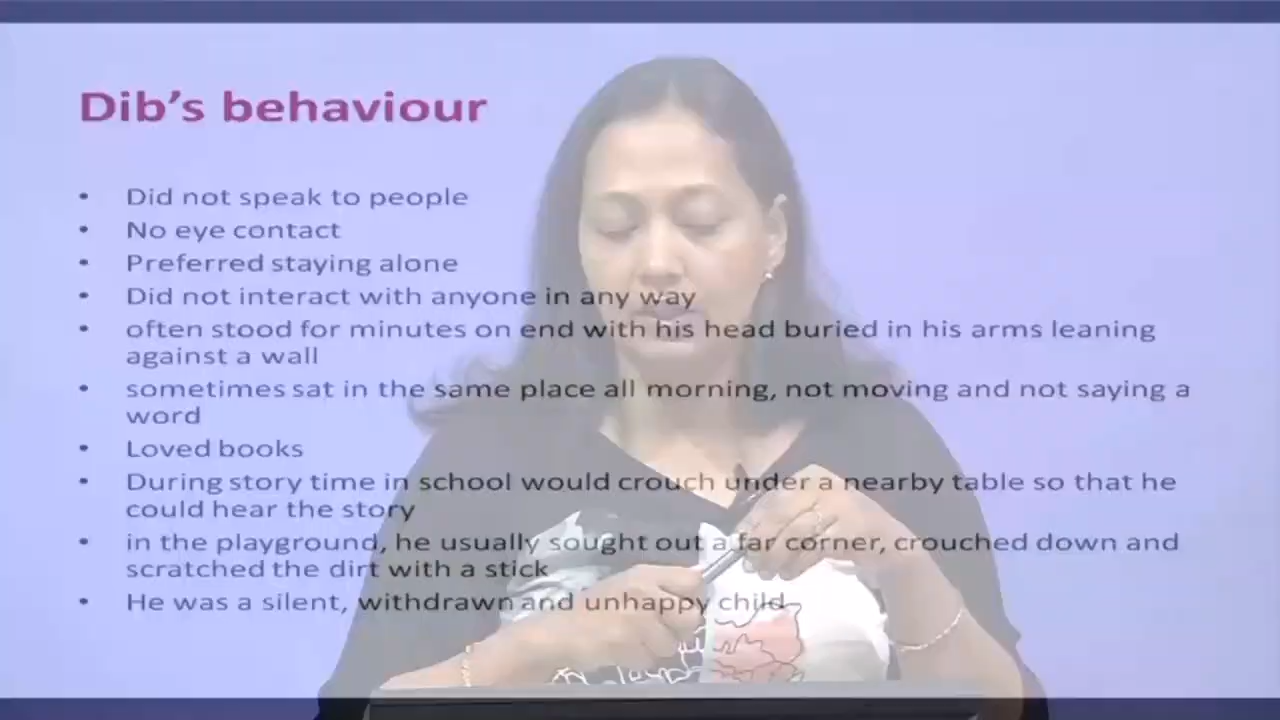 Dib's behaviour
• Did not speak to people
• No eye contact
• Preferred staying alone
• Did not interact with anyone in any way
• often stood for minutes on end with his head buried in his arms leaning
against a wall
• sometimes sat in the same place all morning, not moving and not saying a
word
• Loved books
• During story time in school would crouch under a nearby table so that he
could hear the story
• in the playground, he usually sought out a far corner, crouched down and
scratched the dirt with a stick
• He was a silent, withdrawn and unhappy child